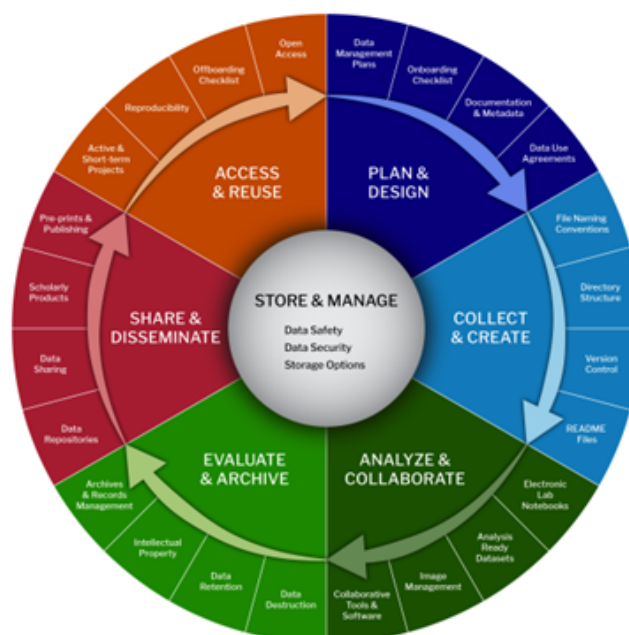 Open
Access
Offboarding
Checklist
Reproducibility
Active &
Short-term
Projects
ACCESS
& REUSE
Data
Management
Plans
Onboarding
Checklist
Documentation
& Metadata
Data Use
Agreements
PLAN &
DESIGN
File Naming
Conventions
Directory
Structure
Version
Control
README
Files
COLLECT
& CREATE
Electronic
Lab
Notebooks
Analysis
Ready
Datasets
Image
Management
Collaborative
Tools &
Software
ANALYZE &
COLLABORATE
Data
Destruction
Data
Retention
Intellectual
Property
Archives
& Records
Management
EVALUATE
& ARCHIVE
Data
Repositories
Data
Sharing
Scholarly
Products
Pre-prints &
Publishing
SHARE &
DISSEMINATE
STORE & MANAGE
Data Safety
Data Security
Storage Options